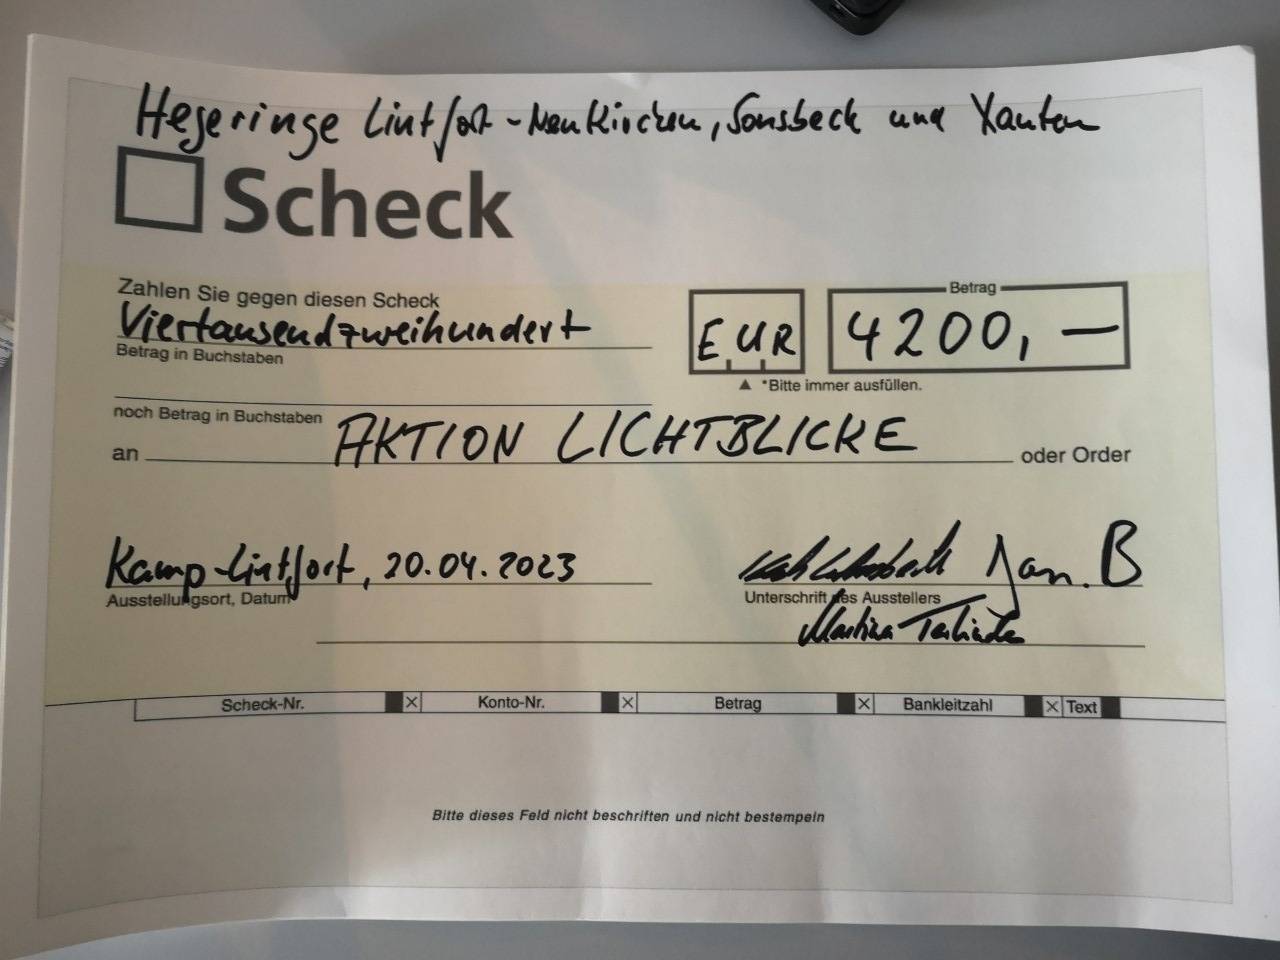 Hegeringe Lintfort-Neukirchen, Sonsbeck und Xanten
Scheck
Zahlen Sie gegen diesen Scheck
Viertausendzweihundert
Betrag in Buchstaben
EUR
Betrag
4200,—
▲ *Bitte immer ausfüllen.
noch Betrag in Buchstaben
an AKTION LICHTBLICKE oder Order
Kamp-Lintfort, 20.04.2023
Jan. B
Ausstellungsort, Datum
Unterschrift des Ausstellers
Martina
Scheck-Nr. X Konto-Nr. X Betrag X Bankleitzahl X Text
Bitte dieses Feld nicht beschriften und nicht bestempeln